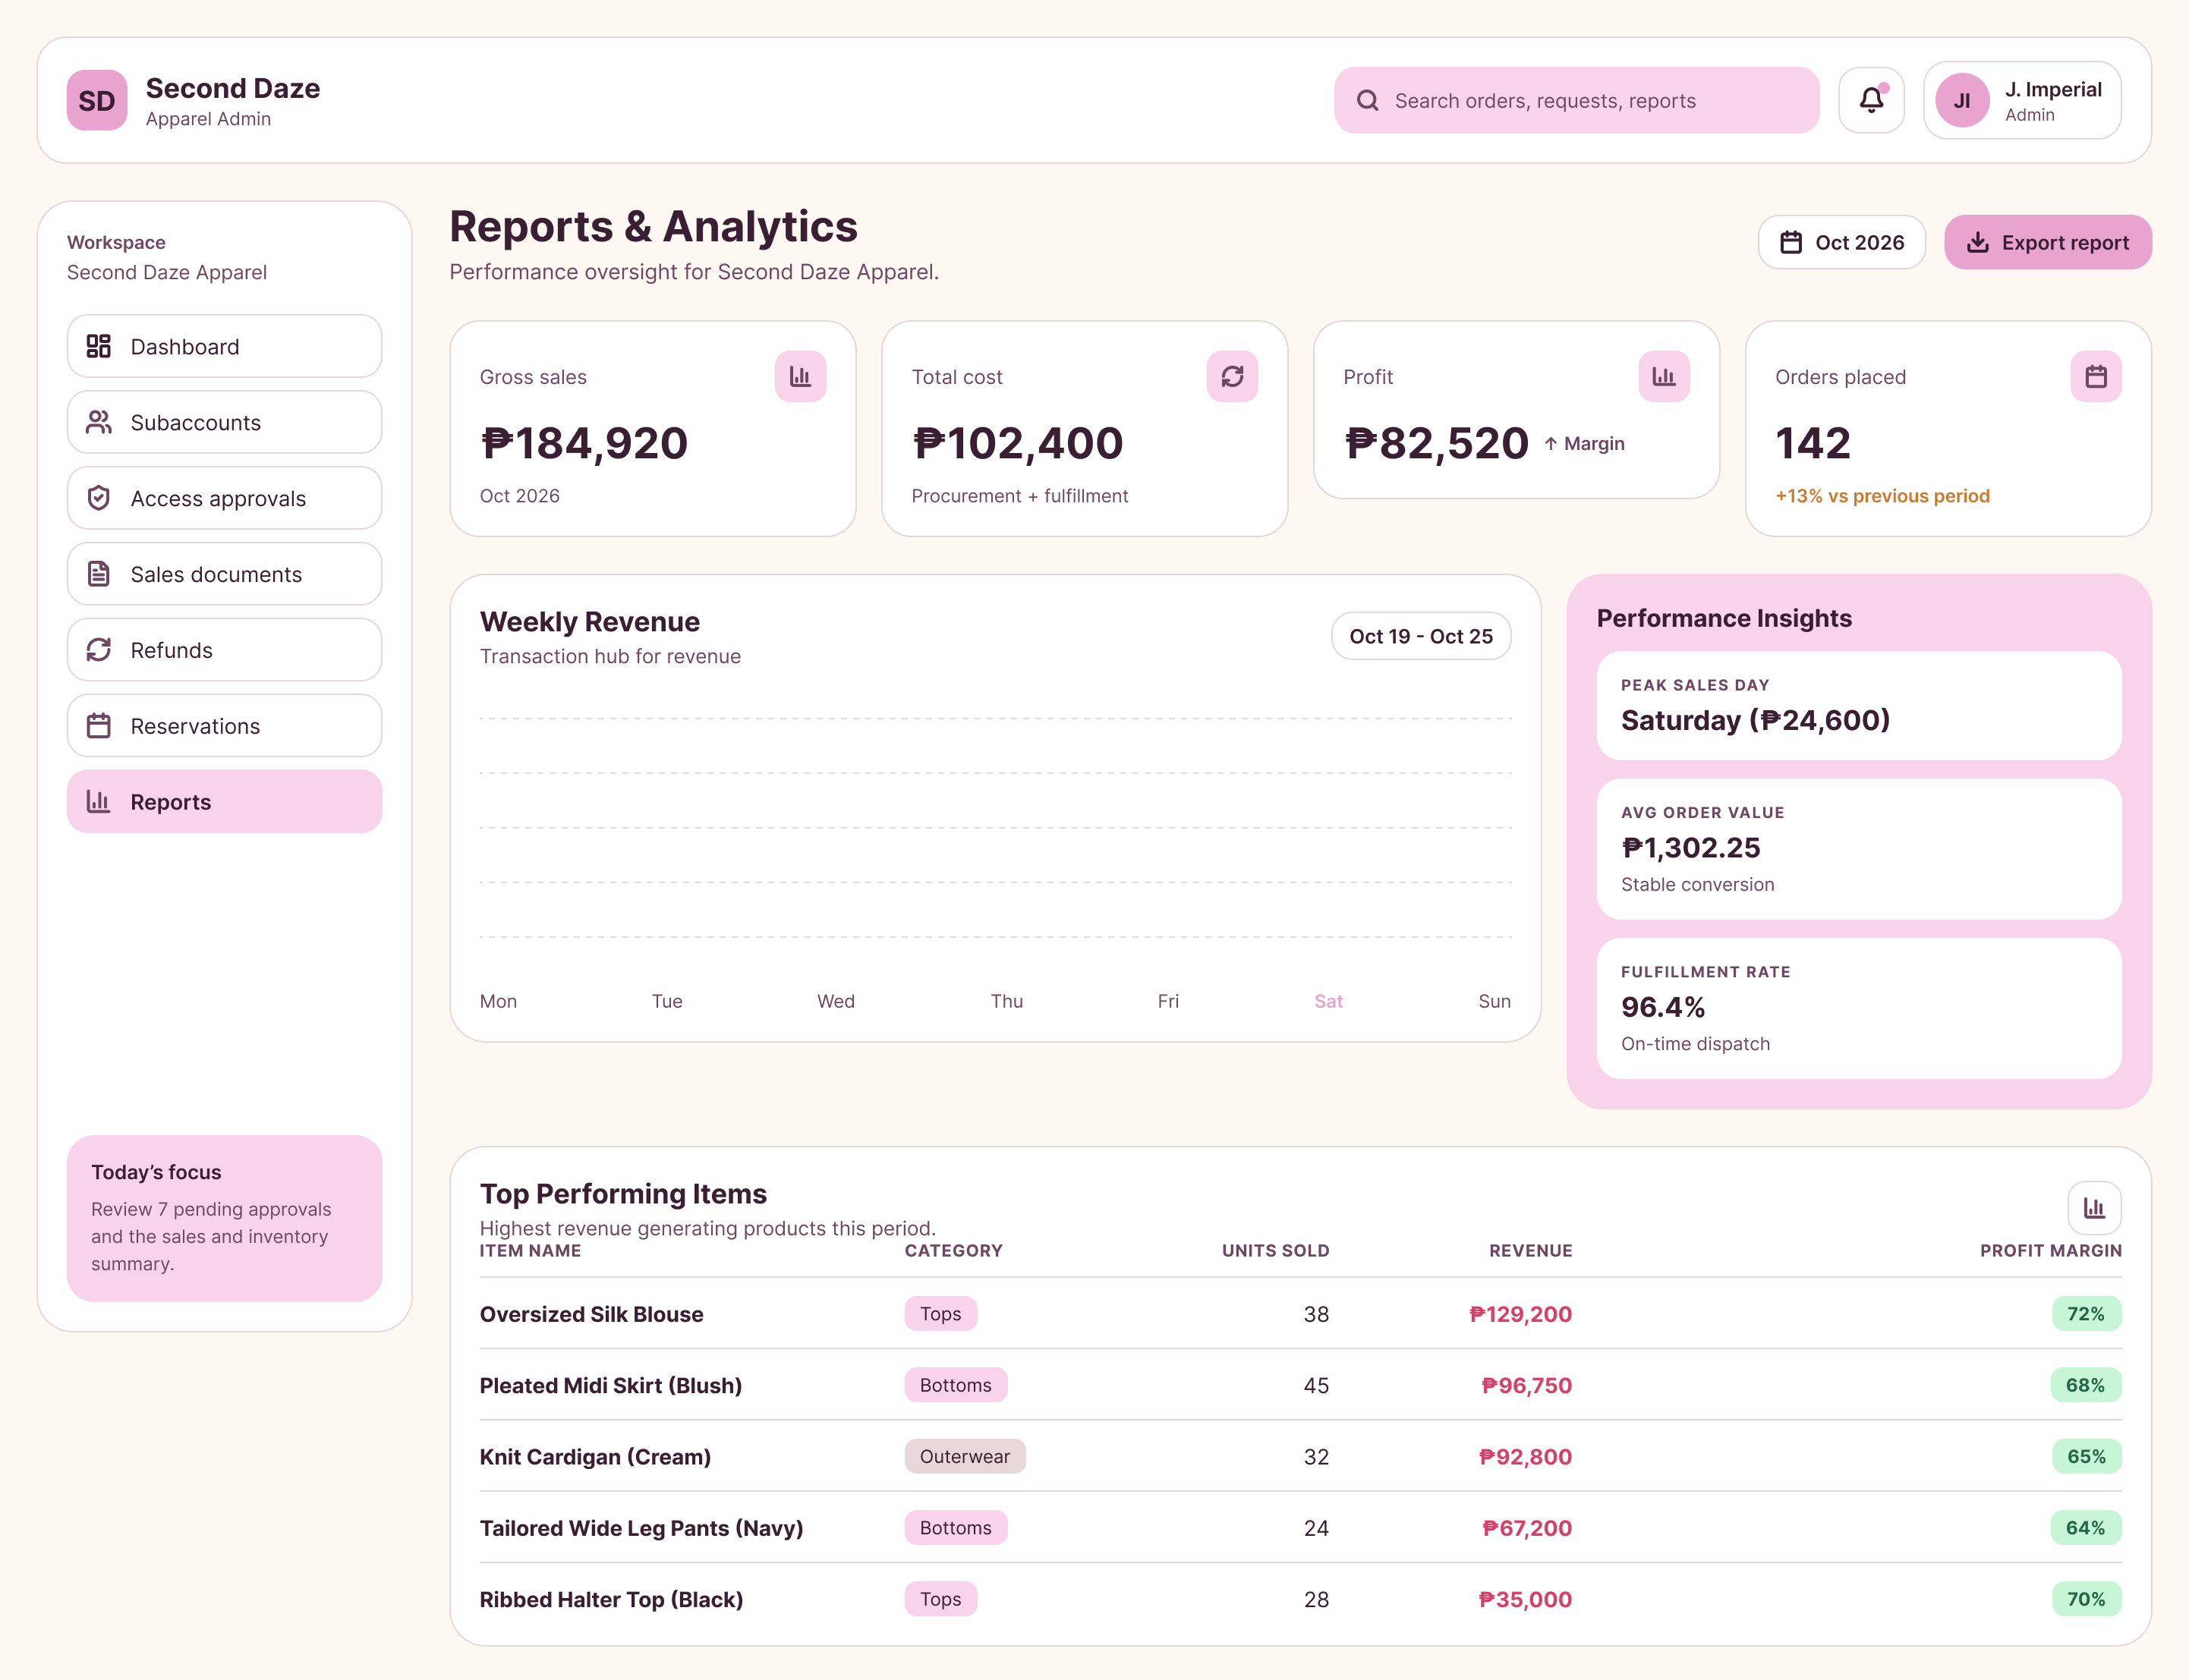 SD
Second Daze
Apparel Admin
Search orders, requests, reports
JI
J. Imperial
Admin
Workspace
Second Daze Apparel
Dashboard
Subaccounts
Access approvals
Sales documents
Refunds
Reservations
Reports
Today’s focus
Review 7 pending approvals
and the sales and inventory
summary.
Reports & Analytics
Performance oversight for Second Daze Apparel.
Oct 2026
Export report
Gross sales
₱184,920
Oct 2026
Total cost
₱102,400
Procurement + fulfillment
Profit
₱82,520 ↑ Margin
Orders placed
142
+13% vs previous period
Weekly Revenue
Transaction hub for revenue
Oct 19 - Oct 25
Mon Tue Wed Thu Fri Sat Sun
Performance Insights
PEAK SALES DAY
Saturday (₱24,600)
AVG ORDER VALUE
₱1,302.25
Stable conversion
FULFILLMENT RATE
96.4%
On-time dispatch
Top Performing Items
Highest revenue generating products this period.
ITEM NAME CATEGORY UNITS SOLD REVENUE PROFIT MARGIN
Oversized Silk Blouse Tops 38 ₱129,200 72%
Pleated Midi Skirt (Blush) Bottoms 45 ₱96,750 68%
Knit Cardigan (Cream) Outerwear 32 ₱92,800 65%
Tailored Wide Leg Pants (Navy) Bottoms 24 ₱67,200 64%
Ribbed Halter Top (Black) Tops 28 ₱35,000 70%